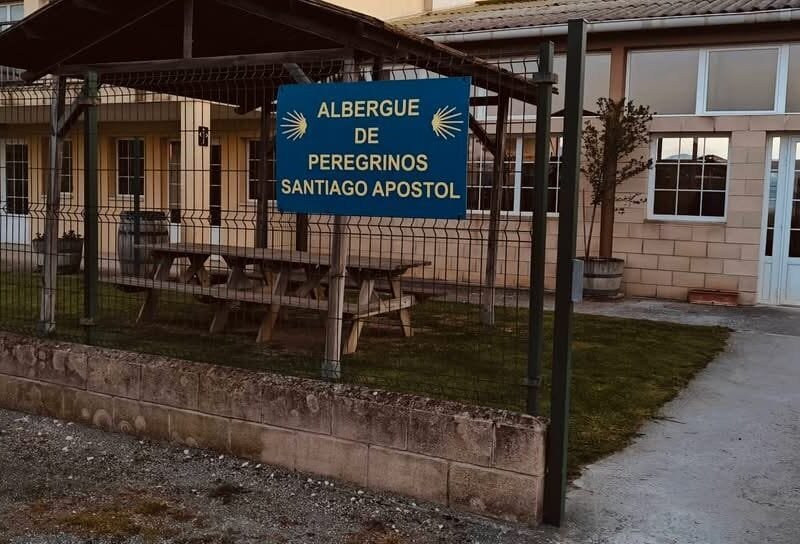 ALBERGUE
DE
PEREGRINOS
SANTIAGO APOSTOL